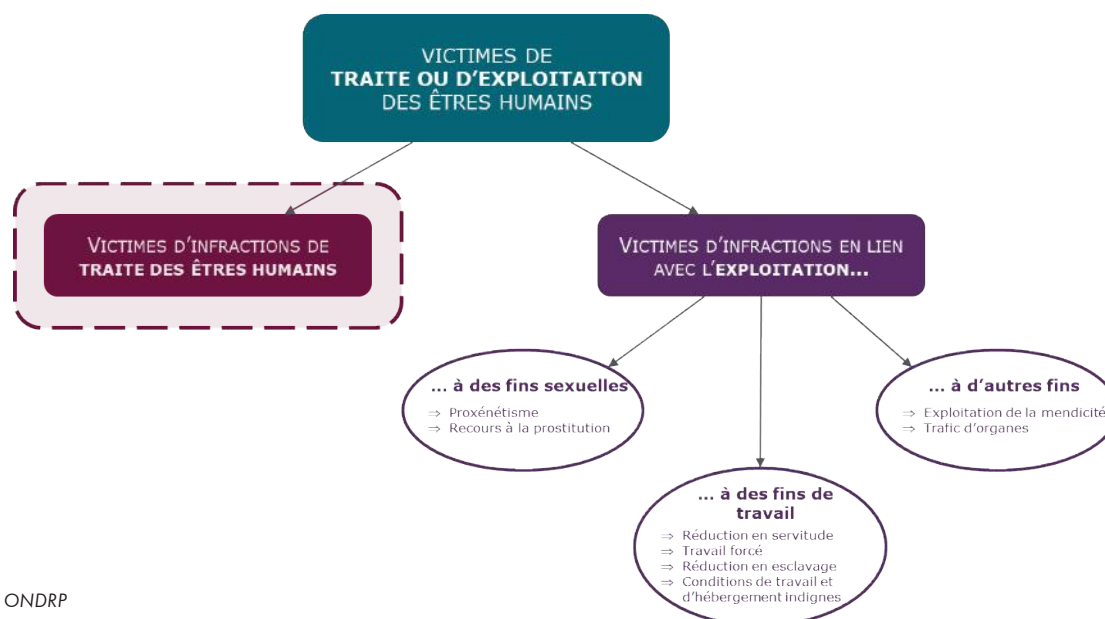 VICTIMES DE
TRAITE OU D'EXPLOITAITON
DES ÊTRES HUMAINS
VICTIMES D'INFRACTIONS DE
TRAITE DES ÊTRES HUMAINS
VICTIMES D'INFRACTIONS EN LIEN
AVEC L'EXPLOITATION...
... à des fins sexuelles
⇒ Proxénétisme
⇒ Recours à la prostitution
... à d'autres fins
⇒ Exploitation de la mendicité
⇒ Trafic d'organes
... à des fins de
travail
⇒ Réduction en servitude
⇒ Travail forcé
⇒ Réduction en esclavage
⇒ Conditions de travail et
d'hébergement indignes
ONDRP